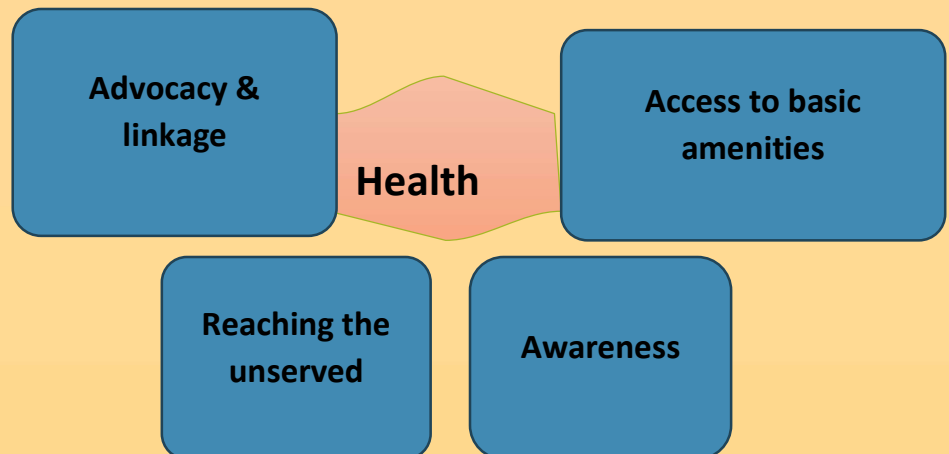 Advocacy &
linkage
Access to basic
amenities
Health
Reaching the
unserved
Awareness